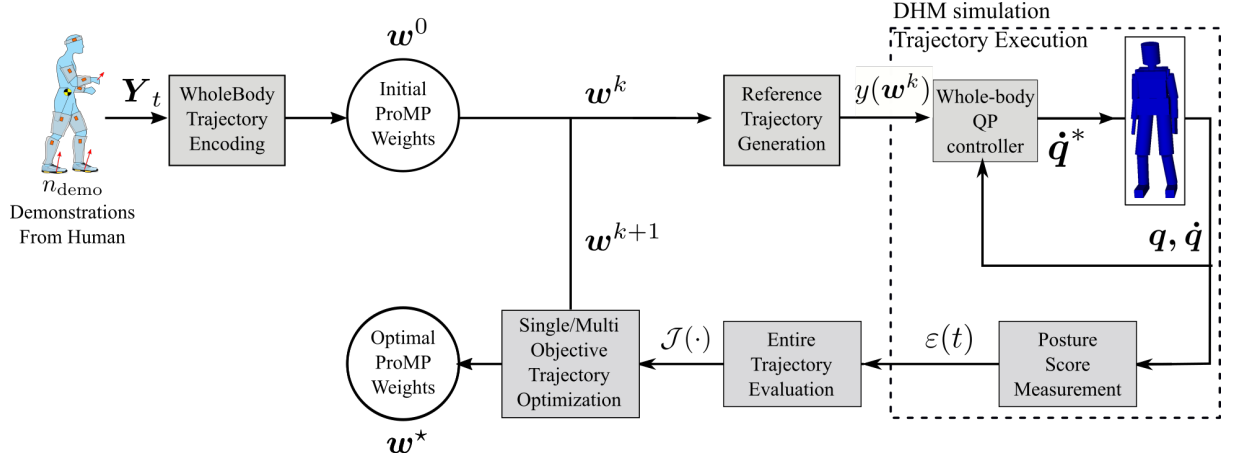 DHM simulation
Trajectory Execution
w^0
Y_t
WholeBody
Trajectory
Encoding
Initial
ProMP
Weights
w^k
Reference
Trajectory
Generation
y(w^k)
Whole-body
QP
controller
q̇*
n_demo
Demonstrations
From Human
w^{k+1}
q, q̇
Optimal
ProMP
Weights
w^⋆
Single/Multi
Objective
Trajectory
Optimization
𝒥(·)
Entire
Trajectory
Evaluation
ε(t)
Posture
Score
Measurement